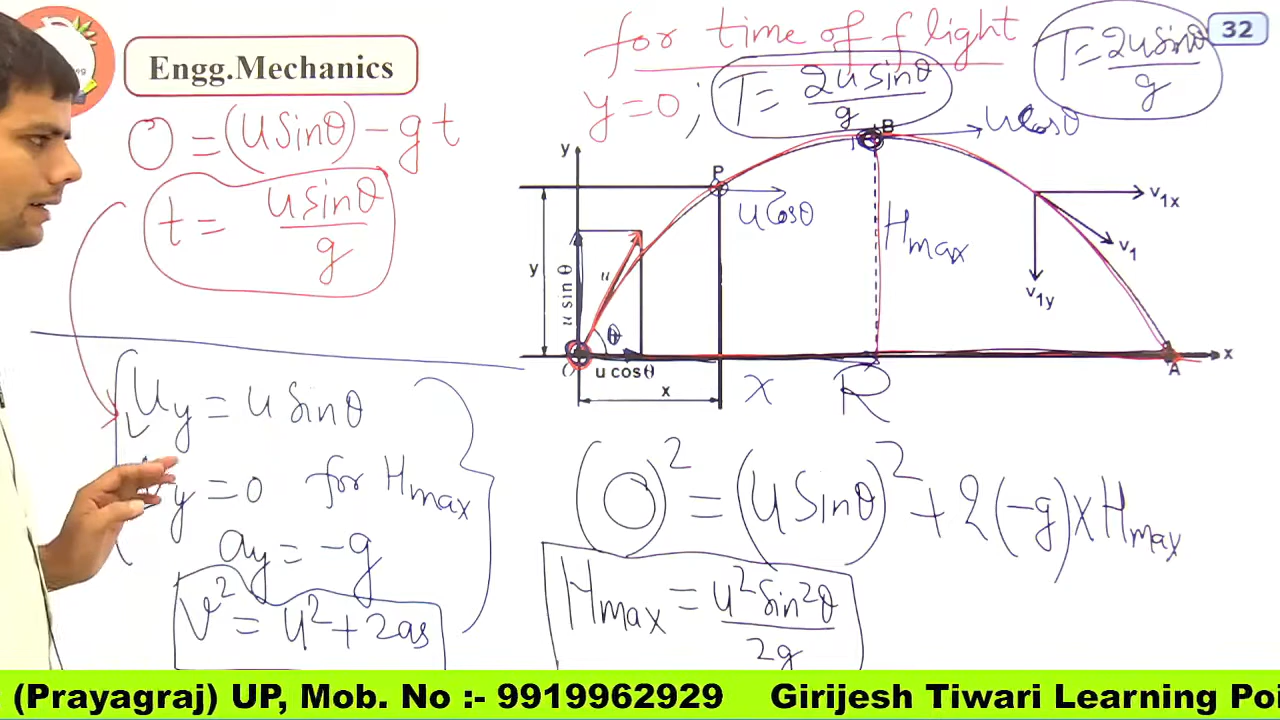 Engg.Mechanics
32
for time of flight
y=0; T= 2u sinθ/g
T= 2u sinθ/g
0 = (u sinθ) - gt
t = u sinθ/g
y
P
u cosθ
B
u cosθ
Hmax
v1x
v1
v1y
y
u sin θ
u
θ
O
u cosθ
x
x
R
A
x
Uy = u sinθ
Vy = 0 for Hmax
ay = -g
V² = u² + 2as
(0)² = (u Sinθ)² + 2(-g)×Hmax
Hmax = u² sin²θ/2g
(Prayagraj) UP, Mob. No :- 9919962929 Girijesh Tiwari Learning Poi